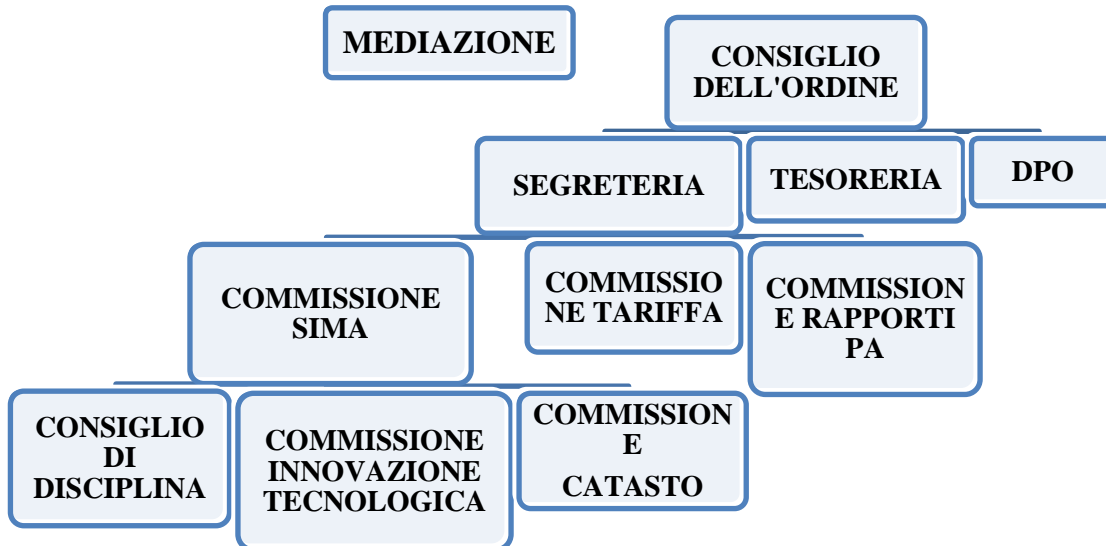 MEDIAZIONE
CONSIGLIO
DELL'ORDINE
SEGRETERIA
TESORERIA
DPO
COMMISSIONE
SIMA
COMMISSIO
NE TARIFFA
COMMISSION
E RAPPORTI
PA
CONSIGLIO
DI
DISCIPLINA
COMMISSIONE
INNOVAZIONE
TECNOLOGICA
COMMISSION
E
CATASTO